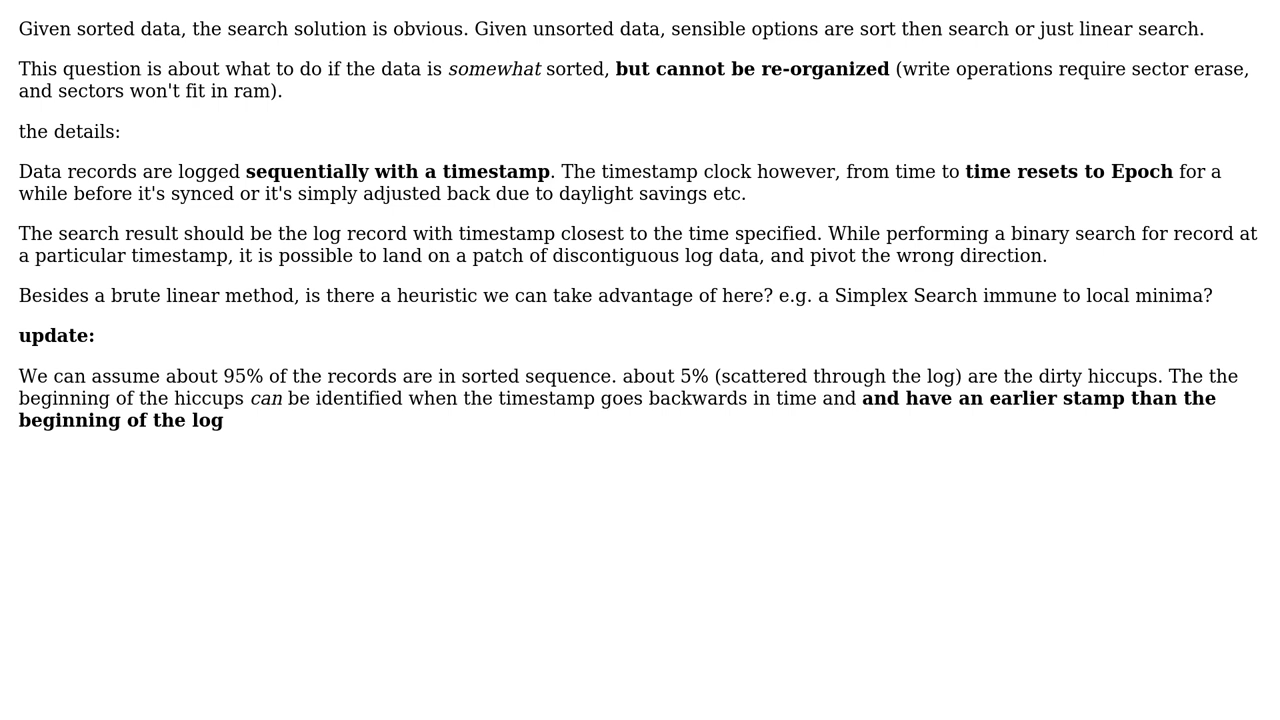 Given sorted data, the search solution is obvious. Given unsorted data, sensible options are sort then search or just linear search.
This question is about what to do if the data is somewhat sorted, but cannot be re-organized (write operations require sector erase,
and sectors won't fit in ram).
the details:
Data records are logged sequentially with a timestamp. The timestamp clock however, from time to time resets to Epoch for a
while before it's synced or it's simply adjusted back due to daylight savings etc.
The search result should be the log record with timestamp closest to the time specified. While performing a binary search for record at
a particular timestamp, it is possible to land on a patch of discontiguous log data, and pivot the wrong direction.
Besides a brute linear method, is there a heuristic we can take advantage of here? e.g. a Simplex Search immune to local minima?
update:
We can assume about 95% of the records are in sorted sequence. about 5% (scattered through the log) are the dirty hiccups. The the
beginning of the hiccups can be identified when the timestamp goes backwards in time and and have an earlier stamp than the
beginning of the log